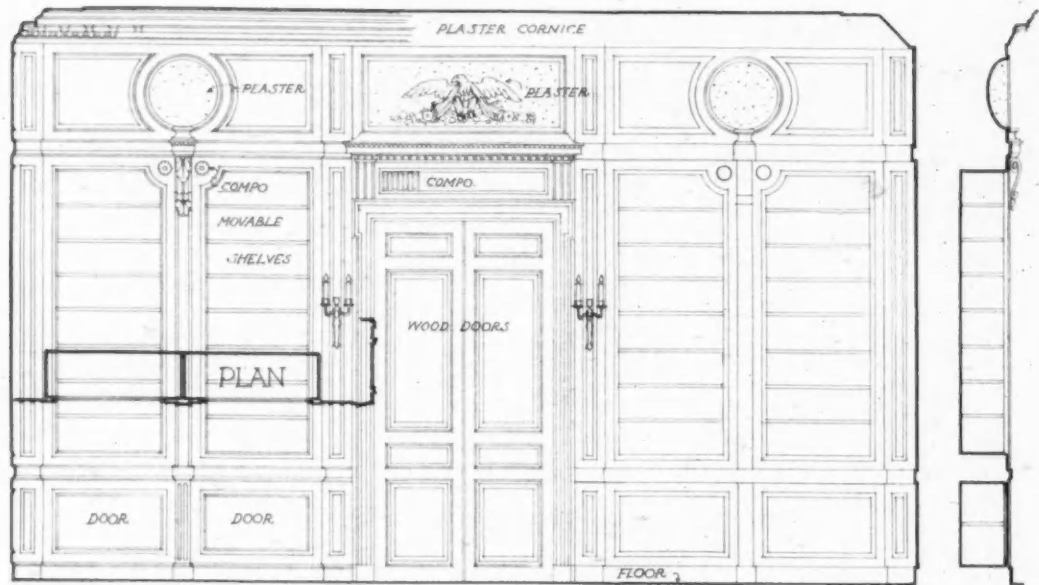 PLASTER CORNICE
PLASTER
PLASTER
COMPO
COMPO
MOVABLE
SHELVES
WOOD DOORS
PLAN
DOOR
DOOR
FLOOR